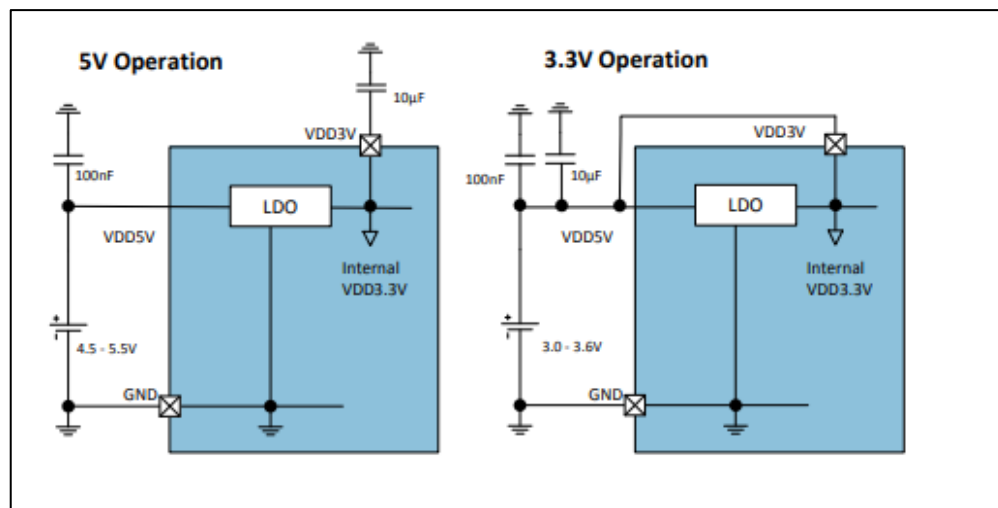 5V Operation
10µF
VDD3V
100nF
LDO
VDD5V
Internal
VDD3.3V
+
-
4.5 - 5.5V
GND
3.3V Operation
VDD3V
100nF
10µF
LDO
VDD5V
Internal
VDD3.3V
+
-
3.0 - 3.6V
GND